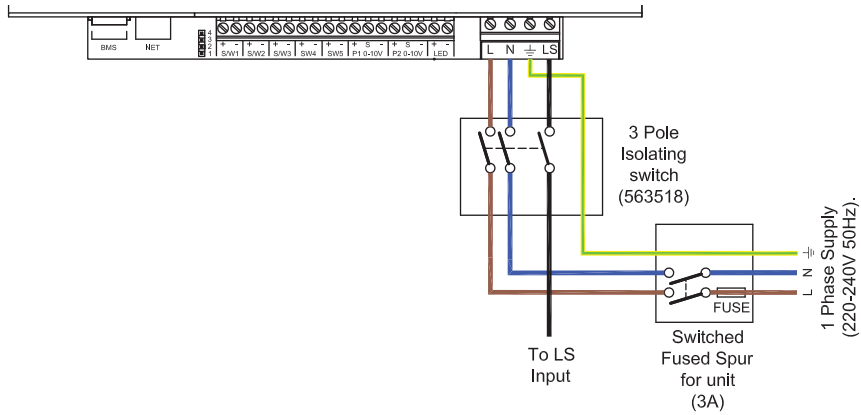 BMS
NET
4
3
2
1
+ - + - + - + - + - + S - + S - + -
S/W1 S/W2 S/W3 SW4 SW5 P1 0-10V P2 0-10V LED
L N LS
3 Pole
Isolating
switch
(563518)
N
L
1 Phase Supply
(220-240V 50Hz).
FUSE
To LS
Input
Switched
Fused Spur
for unit
(3A)